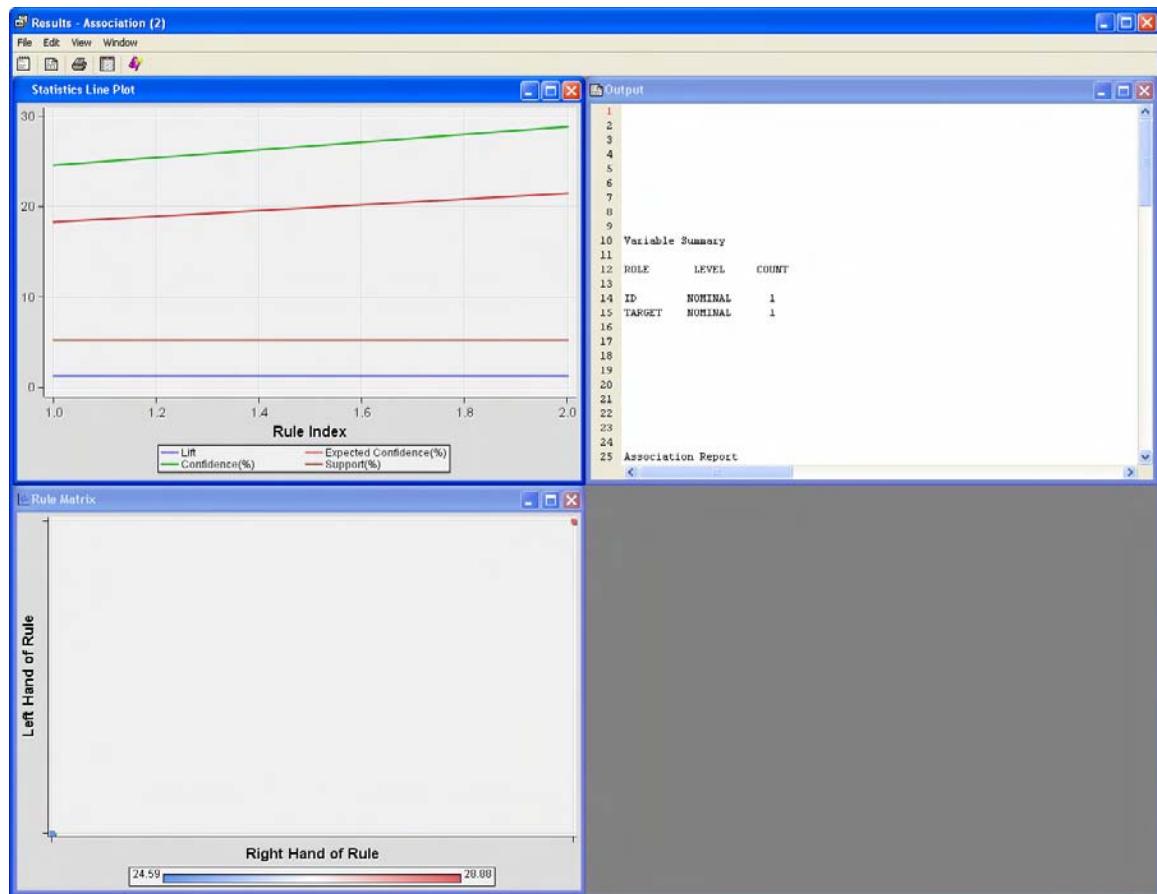 Results - Association (2)
File Edit View Window
Statistics Line Plot
30
20
10
0
1.0 1.2 1.4 1.6 1.8 2.0
Rule Index
Lift Expected Confidence(%)
Confidence(%) Support(%)
Output
1
2
3
4
5
6
7
8
9
10 Variable Summary
11
12 ROLE LEVEL COUNT
13
14 ID NOMINAL 1
15 TARGET NOMINAL 1
16
17
18
19
20
21
22
23
24
25 Association Report
Rule Matrix
Left Hand of Rule
Right Hand of Rule
24.59 28.88